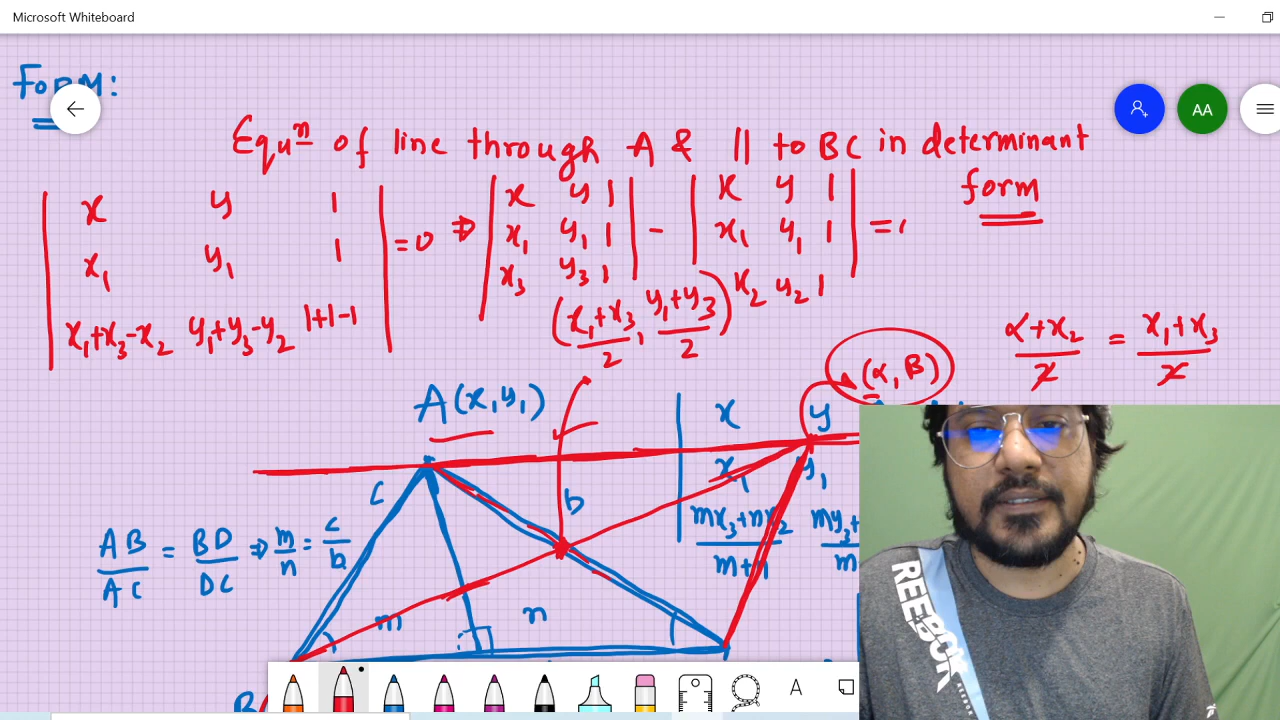 Microsoft Whiteboard
FORM:
AA
Equⁿ of line through A & || to BC in determinant
form
| x y 1 |
| x₁ y₁ 1 | = 0
| x₁+x₃-x₂ y₁+y₃-y₂ 1+1-1 |
⇒ | x y 1 |
| x₁ y₁ 1 |
| x₃ y₃ 1 |
- | x y 1 |
| x₁ y₁ 1 | =
x₂ y₂ 1
(x₁+x₃/2, y₁+y₃/2)
α+x₂/2 = x₁+x₃/2
(α, β)
A(x₁y₁)
x y
x₁ y₁
mx₃+nx₂/m+n my₃+/m
c
b
AB/AC = BD/DC ⇒ m/n = c/b
m
n
B
A
REEBOK
REEBOK